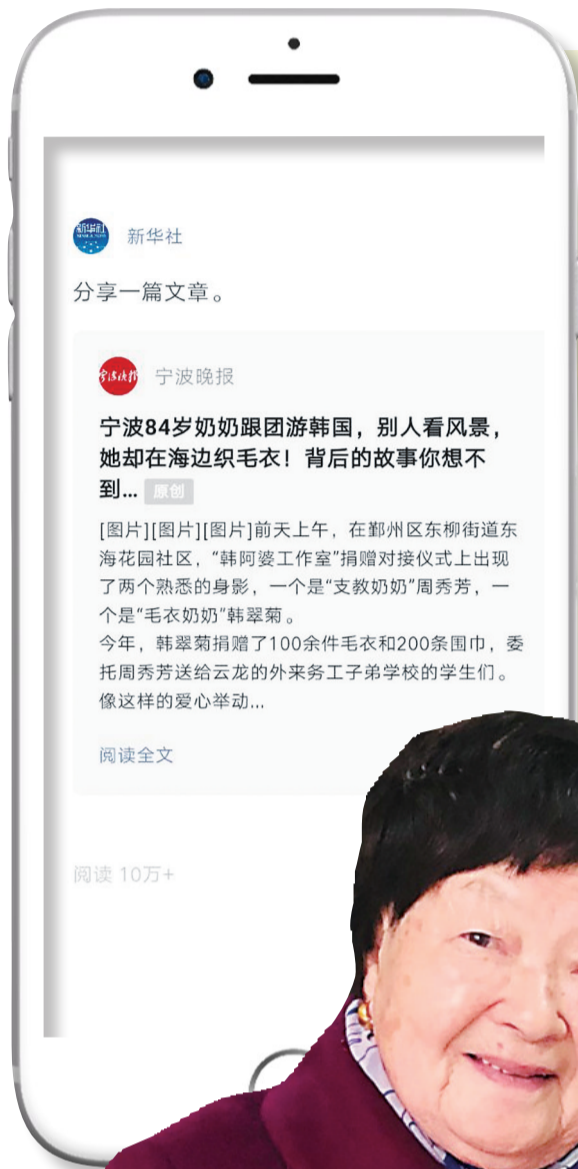 新华社
新华社
分享一篇文章。
宁波晚报
宁波晚报
宁波84岁奶奶跟团游韩国，别人看风景，
她却在海边织毛衣！背后的故事你想不
到... 原创
[图片][图片][图片]前天上午，在鄞州区东柳街道东
海花园社区，“韩阿婆工作室”捐赠对接仪式上出现
了两个熟悉的身影，一个是“支教奶奶”周秀芳，一
个是“毛衣奶奶”韩翠菊。
今年，韩翠菊捐赠了100余件毛衣和200条围巾，委
托周秀芳送给云龙的外来务工子弟学校的学生们。
像这样的爱心举动...
阅读全文
阅读 10万+